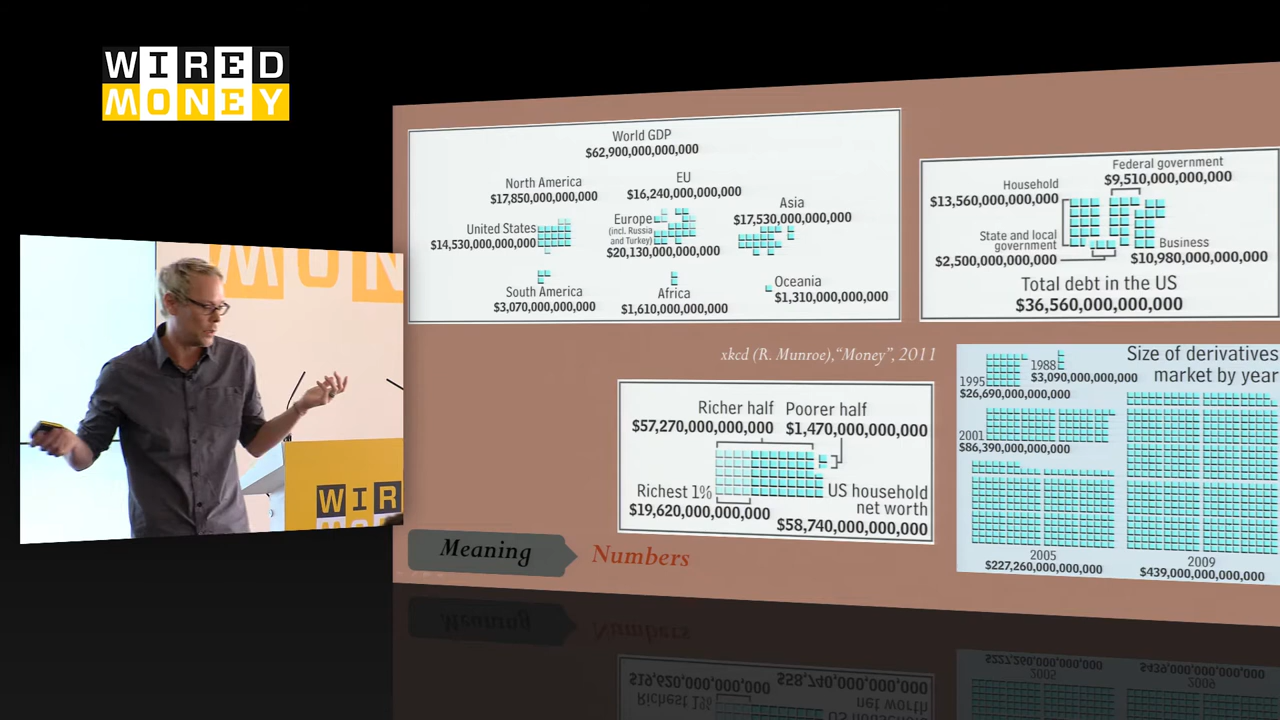 WIRED
MONEY
MON
WIR
World GDP
$62,900,000,000,000
North America
$17,850,000,000,000
EU
$16,240,000,000,000
Asia
$17,530,000,000,000
United States
$14,530,000,000,000
Europe
(incl. Russia
and Turkey)
$20,130,000,000,000
South America
$3,070,000,000,000
Africa
$1,610,000,000,000
Oceania
$1,310,000,000,000
Federal government
$9,510,000,000,000
Household
$13,560,000,000,000
State and local
government
$2,500,000,000,000
Business
$10,980,000,000,000
Total debt in the US
$36,560,000,000,000
xkcd (R. Munroe),“Money”, 2011
Richer half
$57,270,000,000,000
Poorer half
$1,470,000,000,000
Richest 1%
$19,620,000,000,000
US household
net worth
$58,740,000,000,000
Size of derivatives
market by year
1988
$3,090,000,000,000
1995
$26,690,000,000,000
2001
$86,390,000,000,000
2005
$227,260,000,000,000
2009
$439,000,000,000,000
Meaning
Numbers